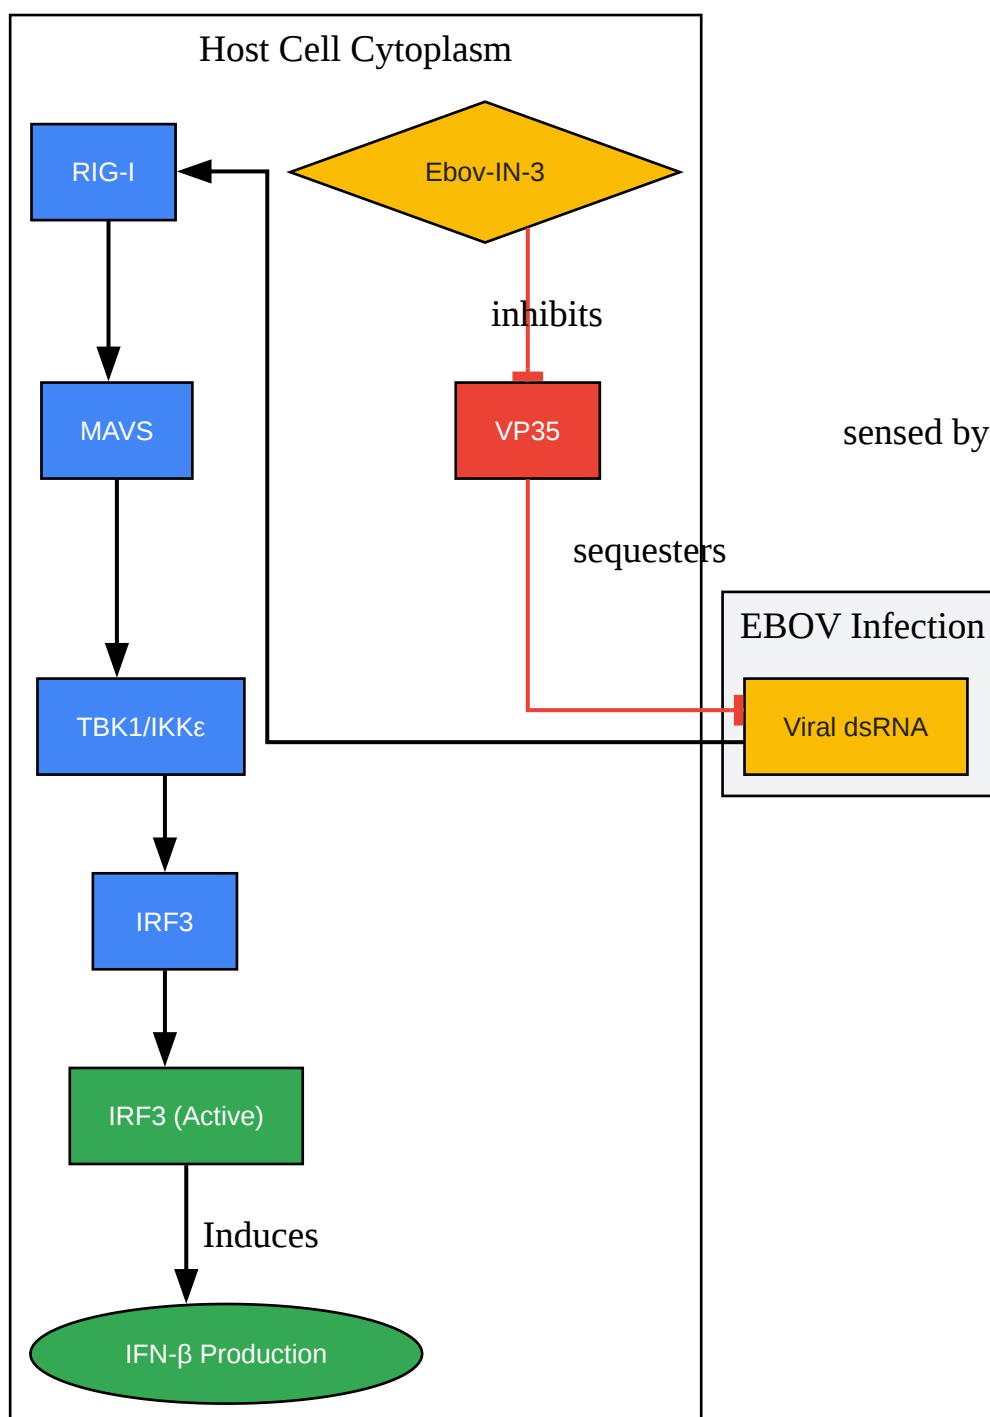 Host Cell Cytoplasm
RIG-I
Ebov-IN-3
inhibits
MAVS
VP35
sensed by
sequesters
EBOV Infection
TBK1/IKKε
Viral dsRNA
IRF3
IRF3 (Active)
Induces
IFN-β Production